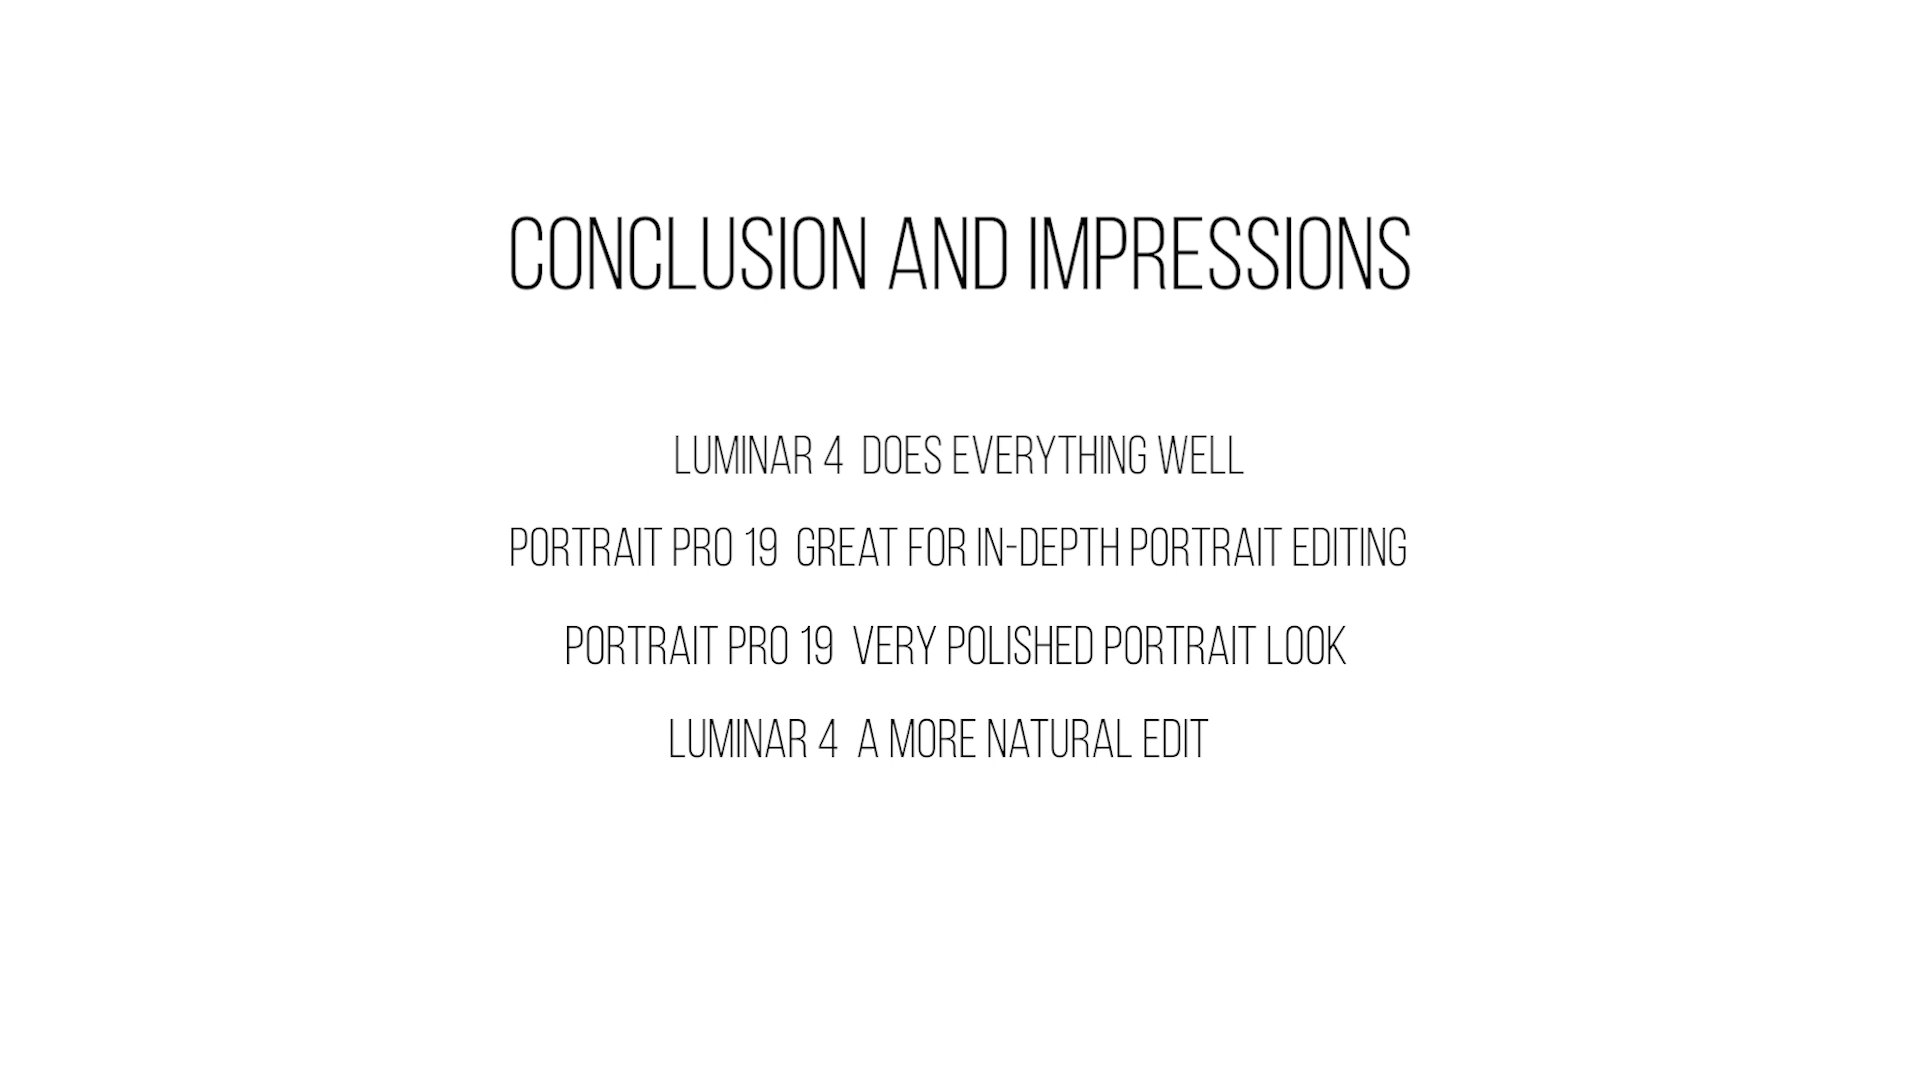 CONCLUSION AND IMPRESSIONS
LUMINAR 4 DOES EVERYTHING WELL
PORTRAIT PRO 19 GREAT FOR IN-DEPTH PORTRAIT EDITING
PORTRAIT PRO 19 VERY POLISHED PORTRAIT LOOK
LUMINAR 4 A MORE NATURAL EDIT